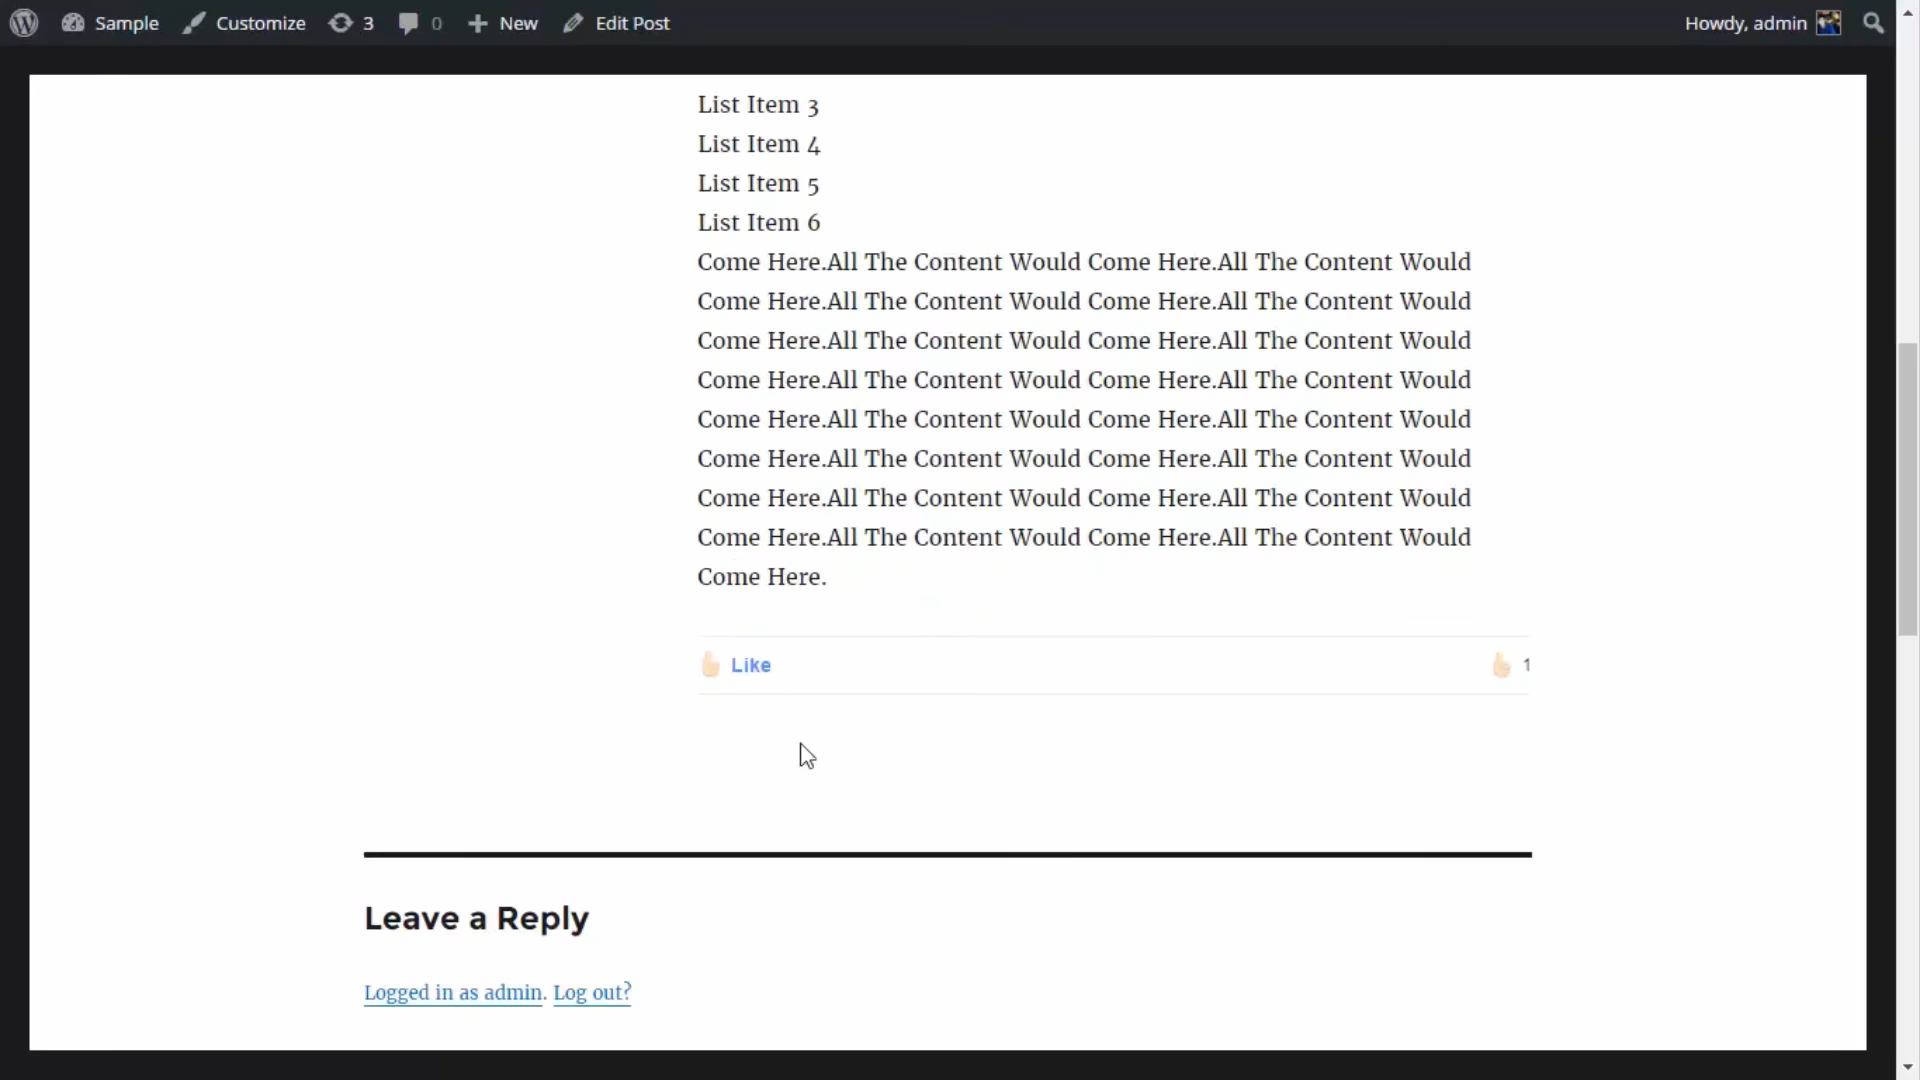 Sample Customize 3 0 New Edit Post Howdy, admin
List Item 3
List Item 4
List Item 5
List Item 6
Come Here.All The Content Would Come Here.All The Content Would
Come Here.All The Content Would Come Here.All The Content Would
Come Here.All The Content Would Come Here.All The Content Would
Come Here.All The Content Would Come Here.All The Content Would
Come Here.All The Content Would Come Here.All The Content Would
Come Here.All The Content Would Come Here.All The Content Would
Come Here.All The Content Would Come Here.All The Content Would
Come Here.All The Content Would Come Here.All The Content Would
Come Here.
Like 1
Leave a Reply
Logged in as admin. Log out?